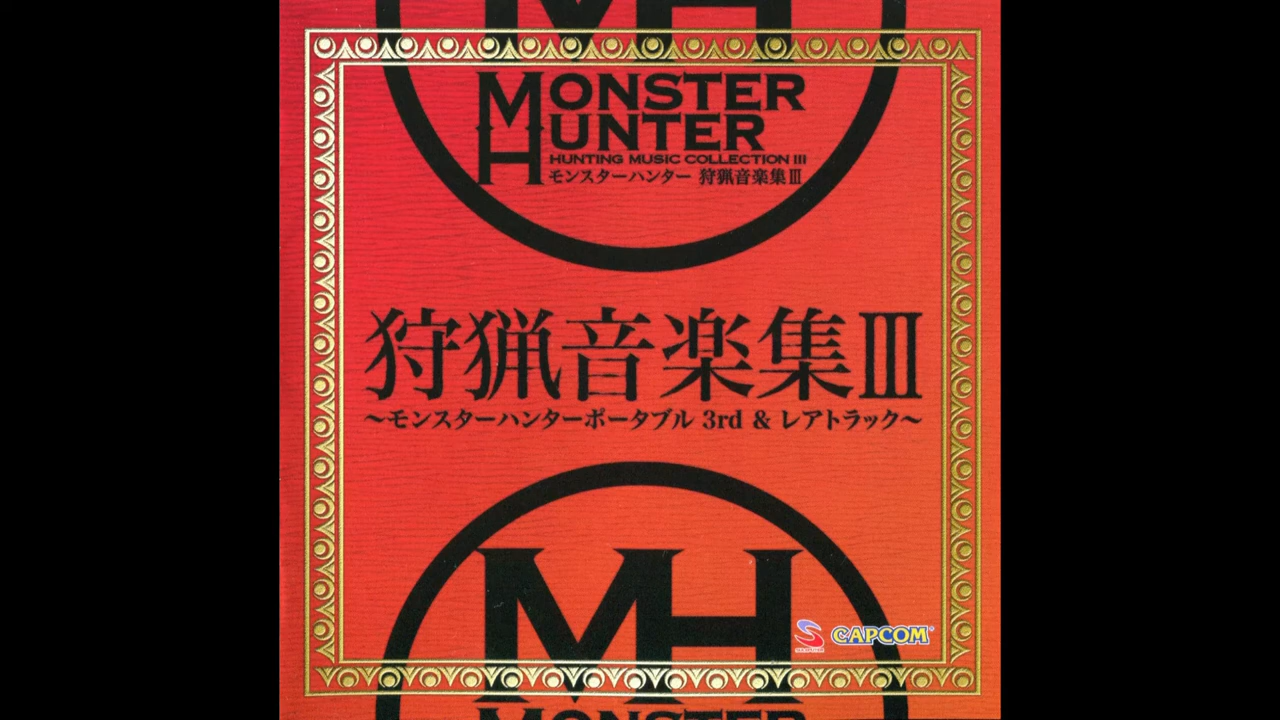 MH
MONSTER
HUNTER
HUNTING MUSIC COLLECTION III
モンスターハンター 狩猟音楽集Ⅲ
狩猟音楽集Ⅲ
～モンスターハンターポータブル 3rd & レアトラック～
MH
CAPCOM
MONSTER